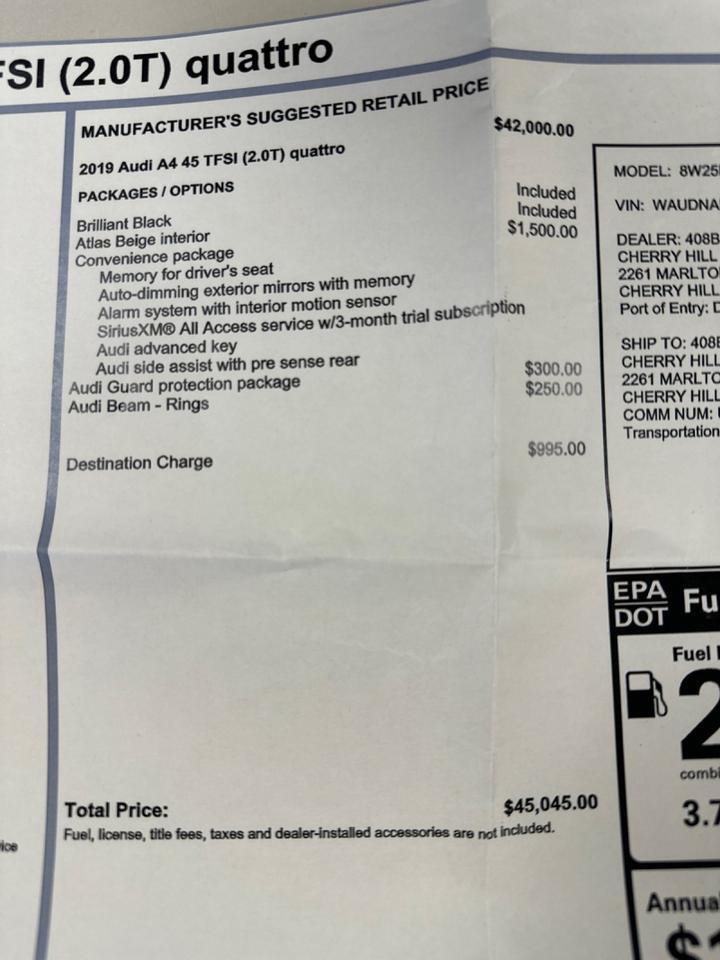 FSI (2.0T) quattro
MANUFACTURER'S SUGGESTED RETAIL PRICE
2019 Audi A4 45 TFSI (2.0T) quattro $42,000.00
PACKAGES / OPTIONS
Brilliant Black Included
Atlas Beige interior Included
Convenience package $1,500.00
Memory for driver's seat
Auto-dimming exterior mirrors with memory
Alarm system with interior motion sensor
SiriusXM® All Access service w/3-month trial subscription
Audi advanced key
Audi side assist with pre sense rear
Audi Guard protection package $300.00
Audi Beam - Rings $250.00
Destination Charge $995.00
Total Price: $45,045.00
Fuel, license, title fees, taxes and dealer-installed accessories are not included.
MODEL: 8W25
VIN: WAUDNA
DEALER: 408B
CHERRY HILL
2261 MARLTO
CHERRY HILL
Port of Entry:
SHIP TO: 408
CHERRY HILL
2261 MARLTO
CHERRY HILL
COMM NUM:
Transportation
EPA
DOT
Fu
Fuel
2
combi
3.7
Annua
$